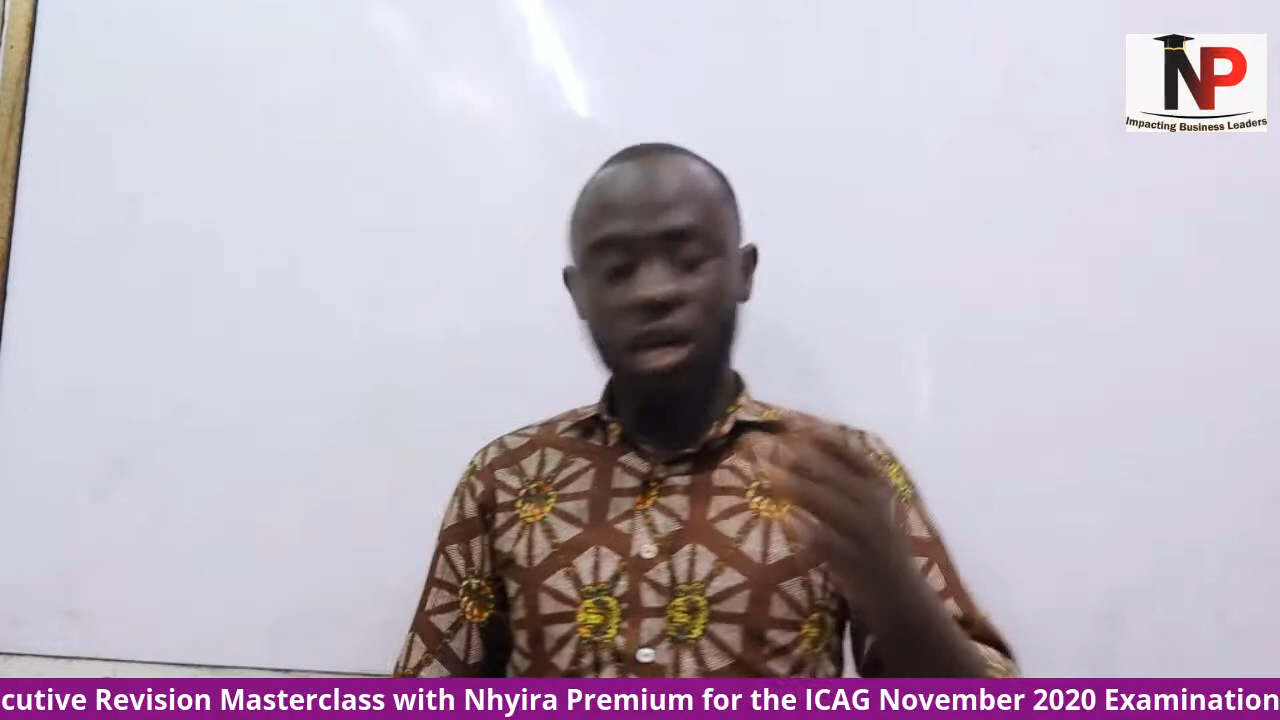 NP
Impacting Business Leaders
cutive Revision Masterclass with Nhyira Premium for the ICAG November 2020 Examination